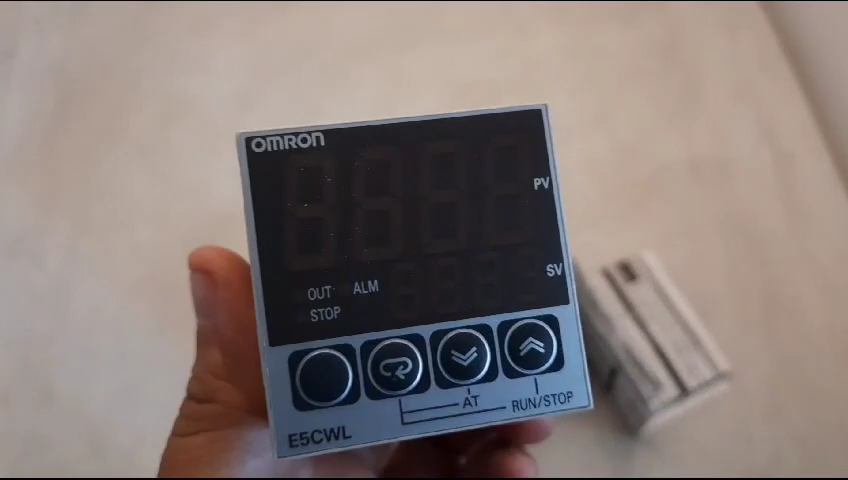 OMRON
PV
SV
OUT ALM
STOP
AT
RUN/STOP
E5CWL